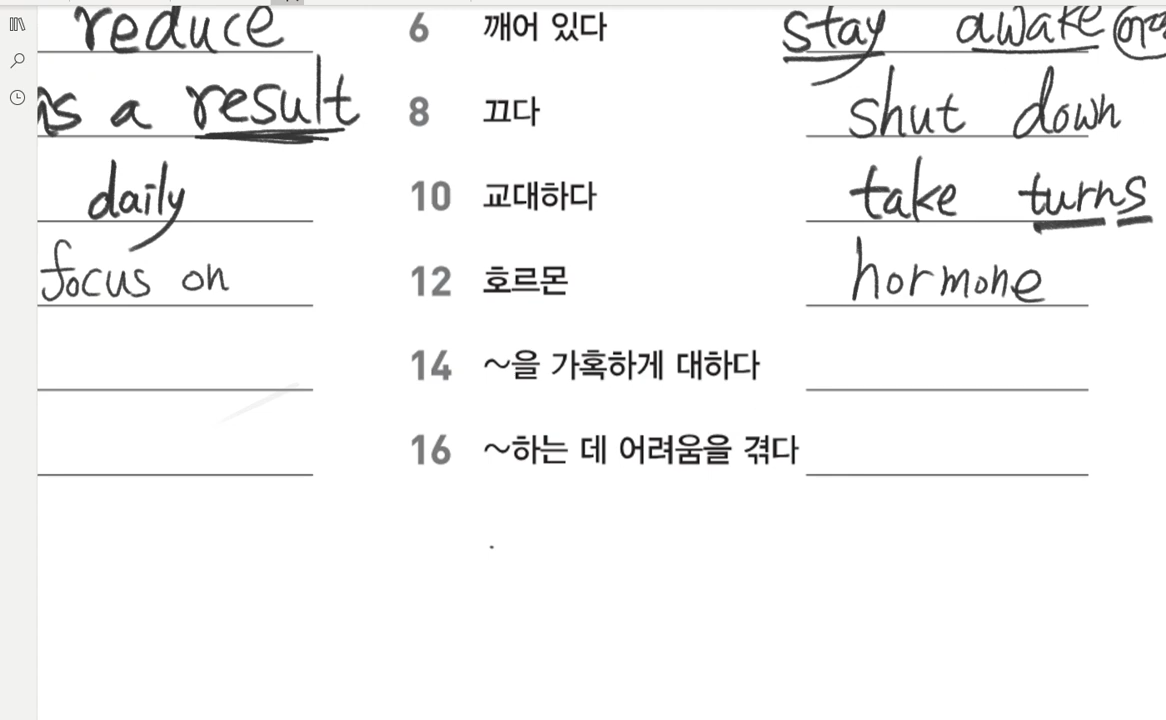 reduce 6 깨어 있다 stay awake
as a result 8 끄다 shut down
daily 10 교대하다 take turns
focus on 12 호르몬 hormone
14 ~을 가혹하게 대하다
16 ~하는 데 어려움을 겪다